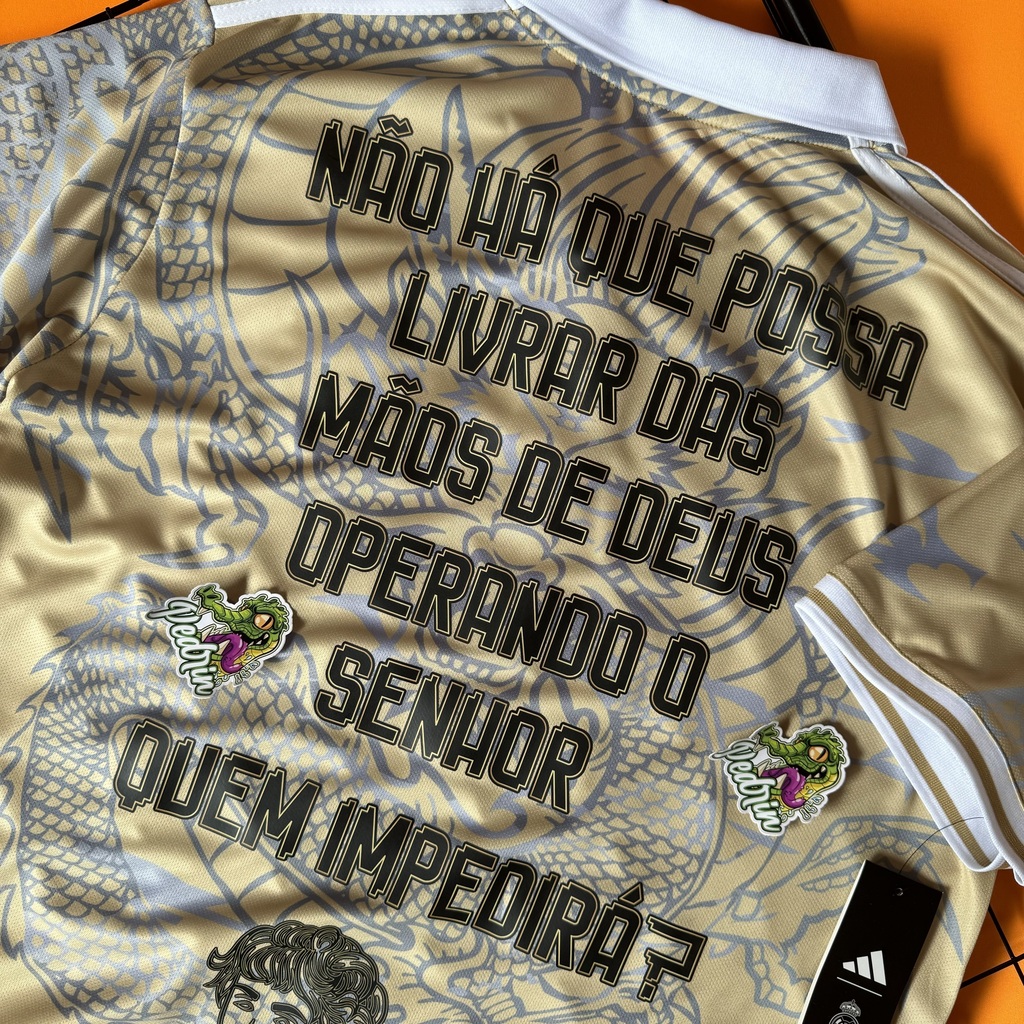 NÃO HÁ QUE POSSA
LIVRAR DAS
MÃOS DE DEUS
OPERANDO O
SENHOR
QUEM IMPEDIRÁ?